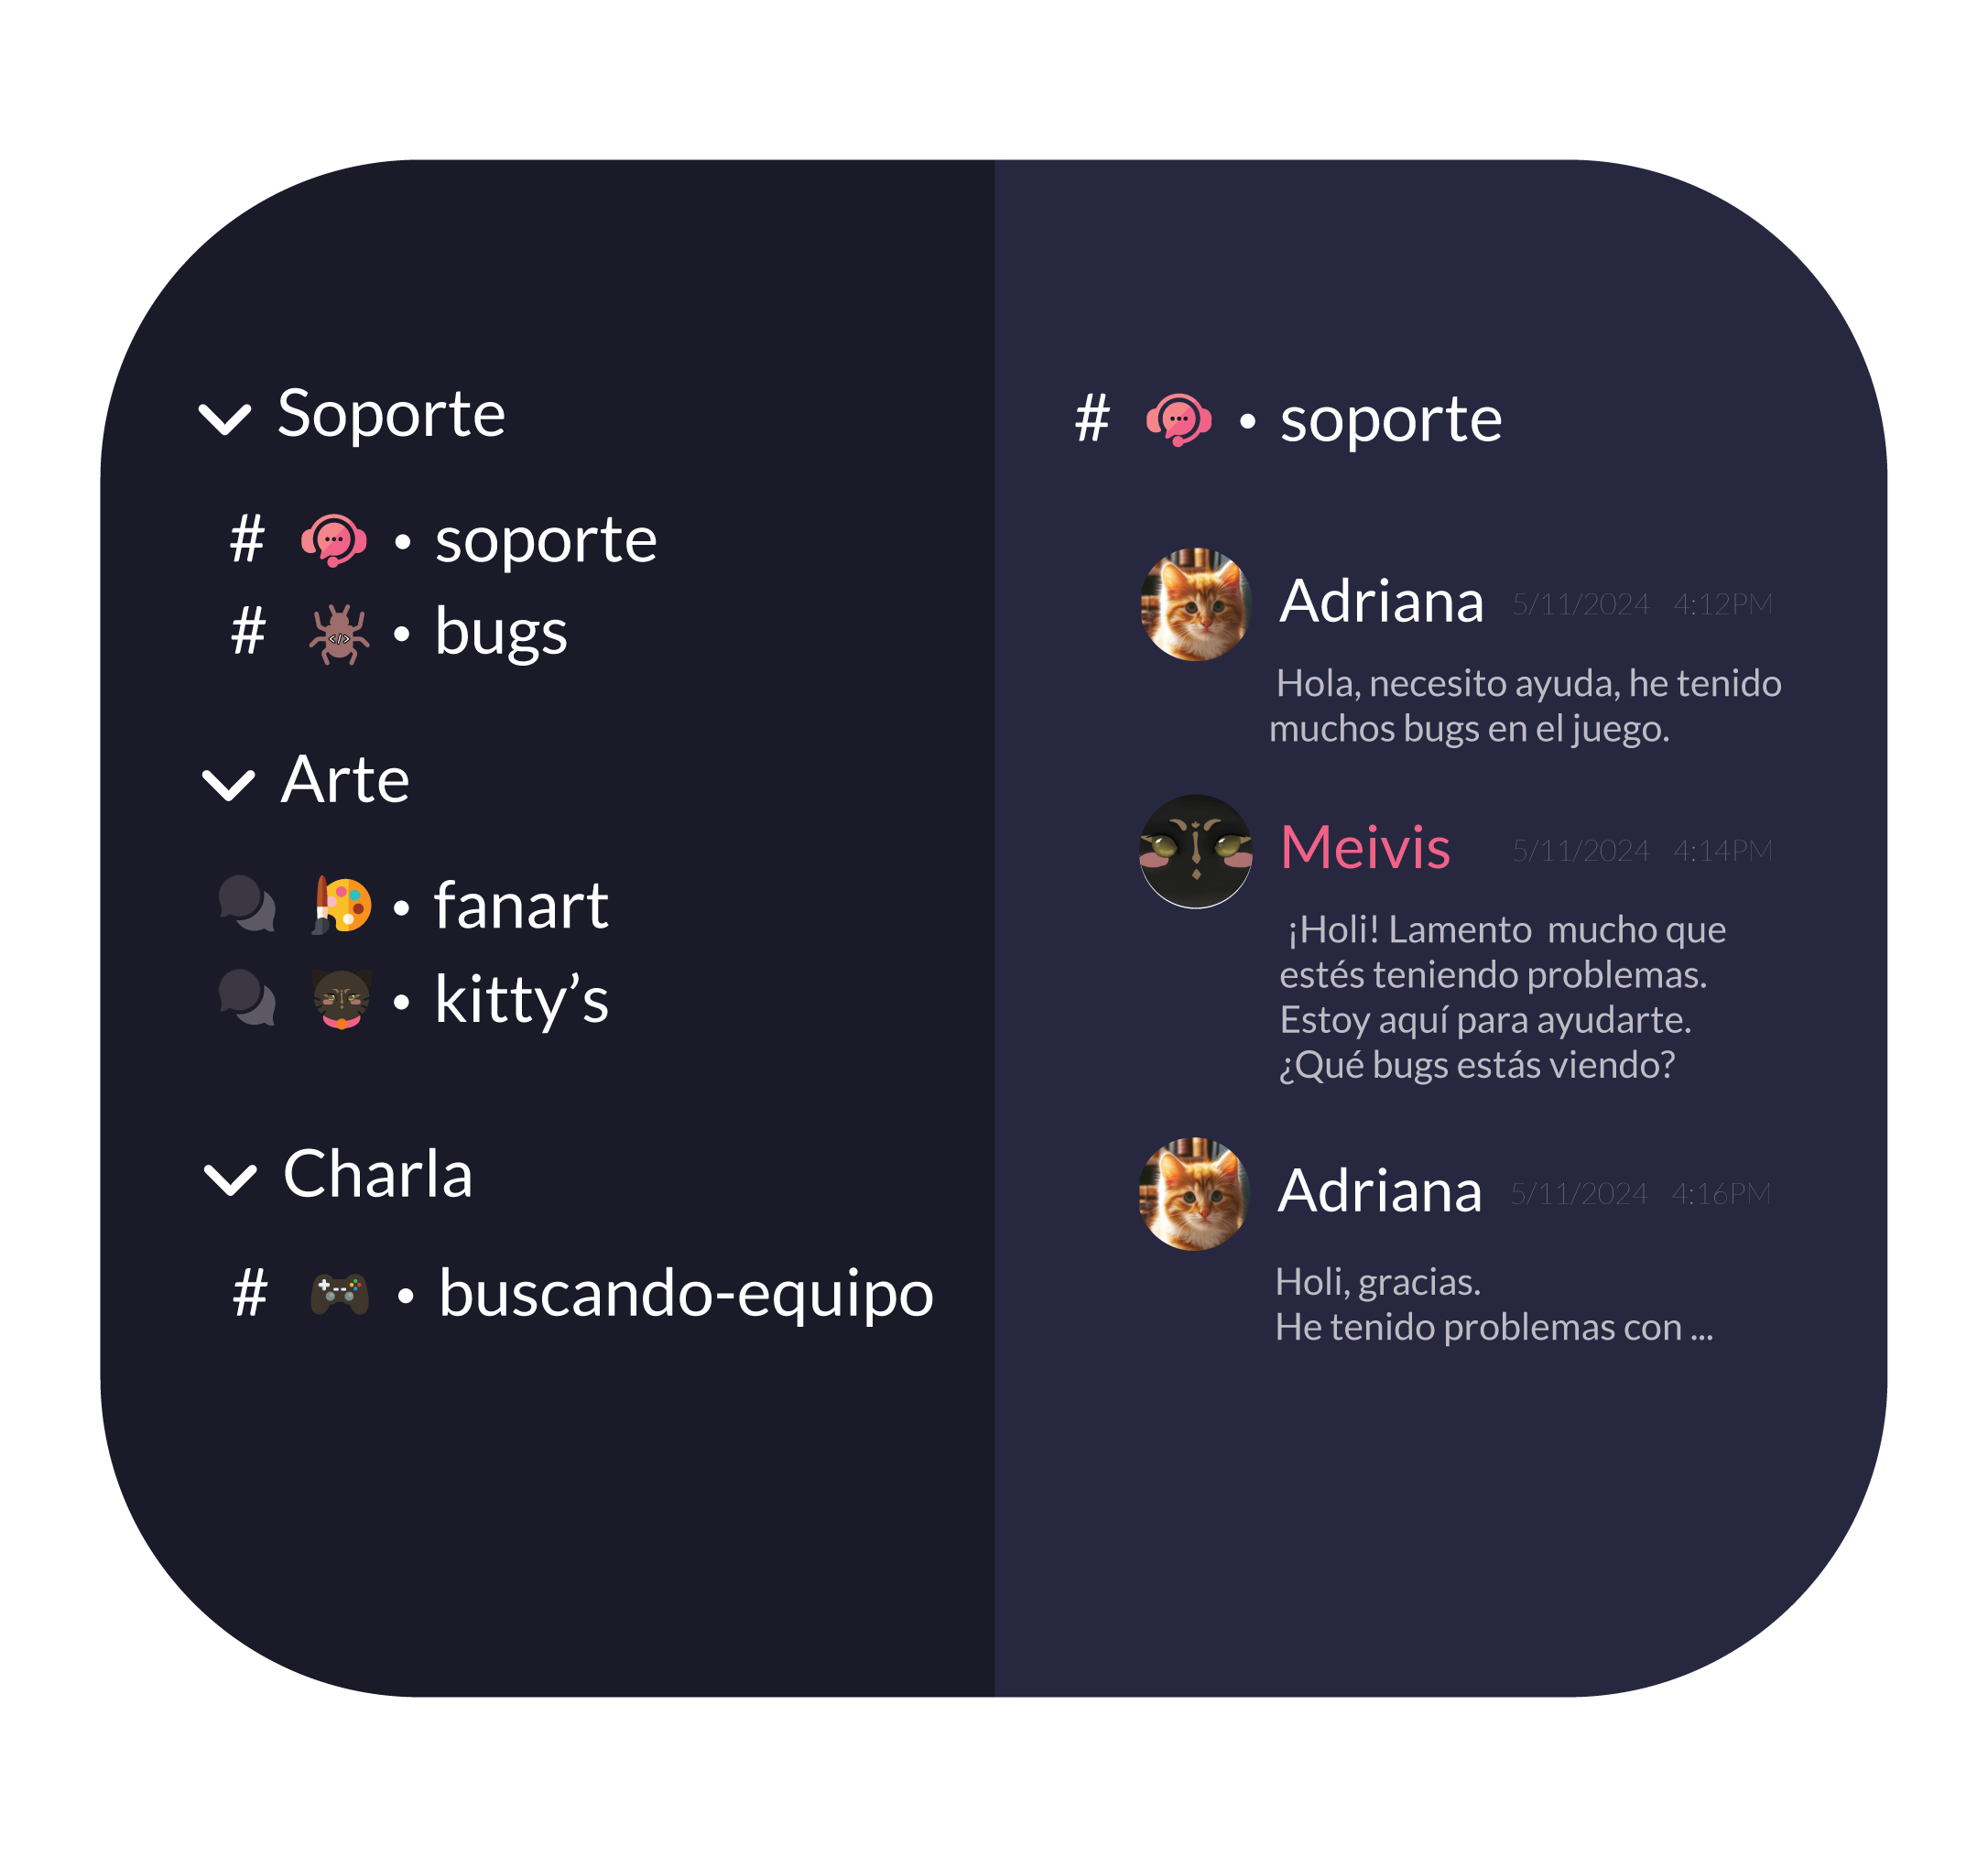 Soporte
# • soporte
# • bugs
Arte
• fanart
• kitty’s
Charla
# • buscando-equipo
# • soporte
Adriana 5/11/2024 4:12PM
Hola, necesito ayuda, he tenido
muchos bugs en el juego.
Meivis 5/11/2024 4:14PM
¡Holi! Lamento  mucho que
estés teniendo problemas.
Estoy aquí para ayudarte.
¿Qué bugs estás viendo?
Adriana 5/11/2024 4:16PM
Holi, gracias.
He tenido problemas con ...